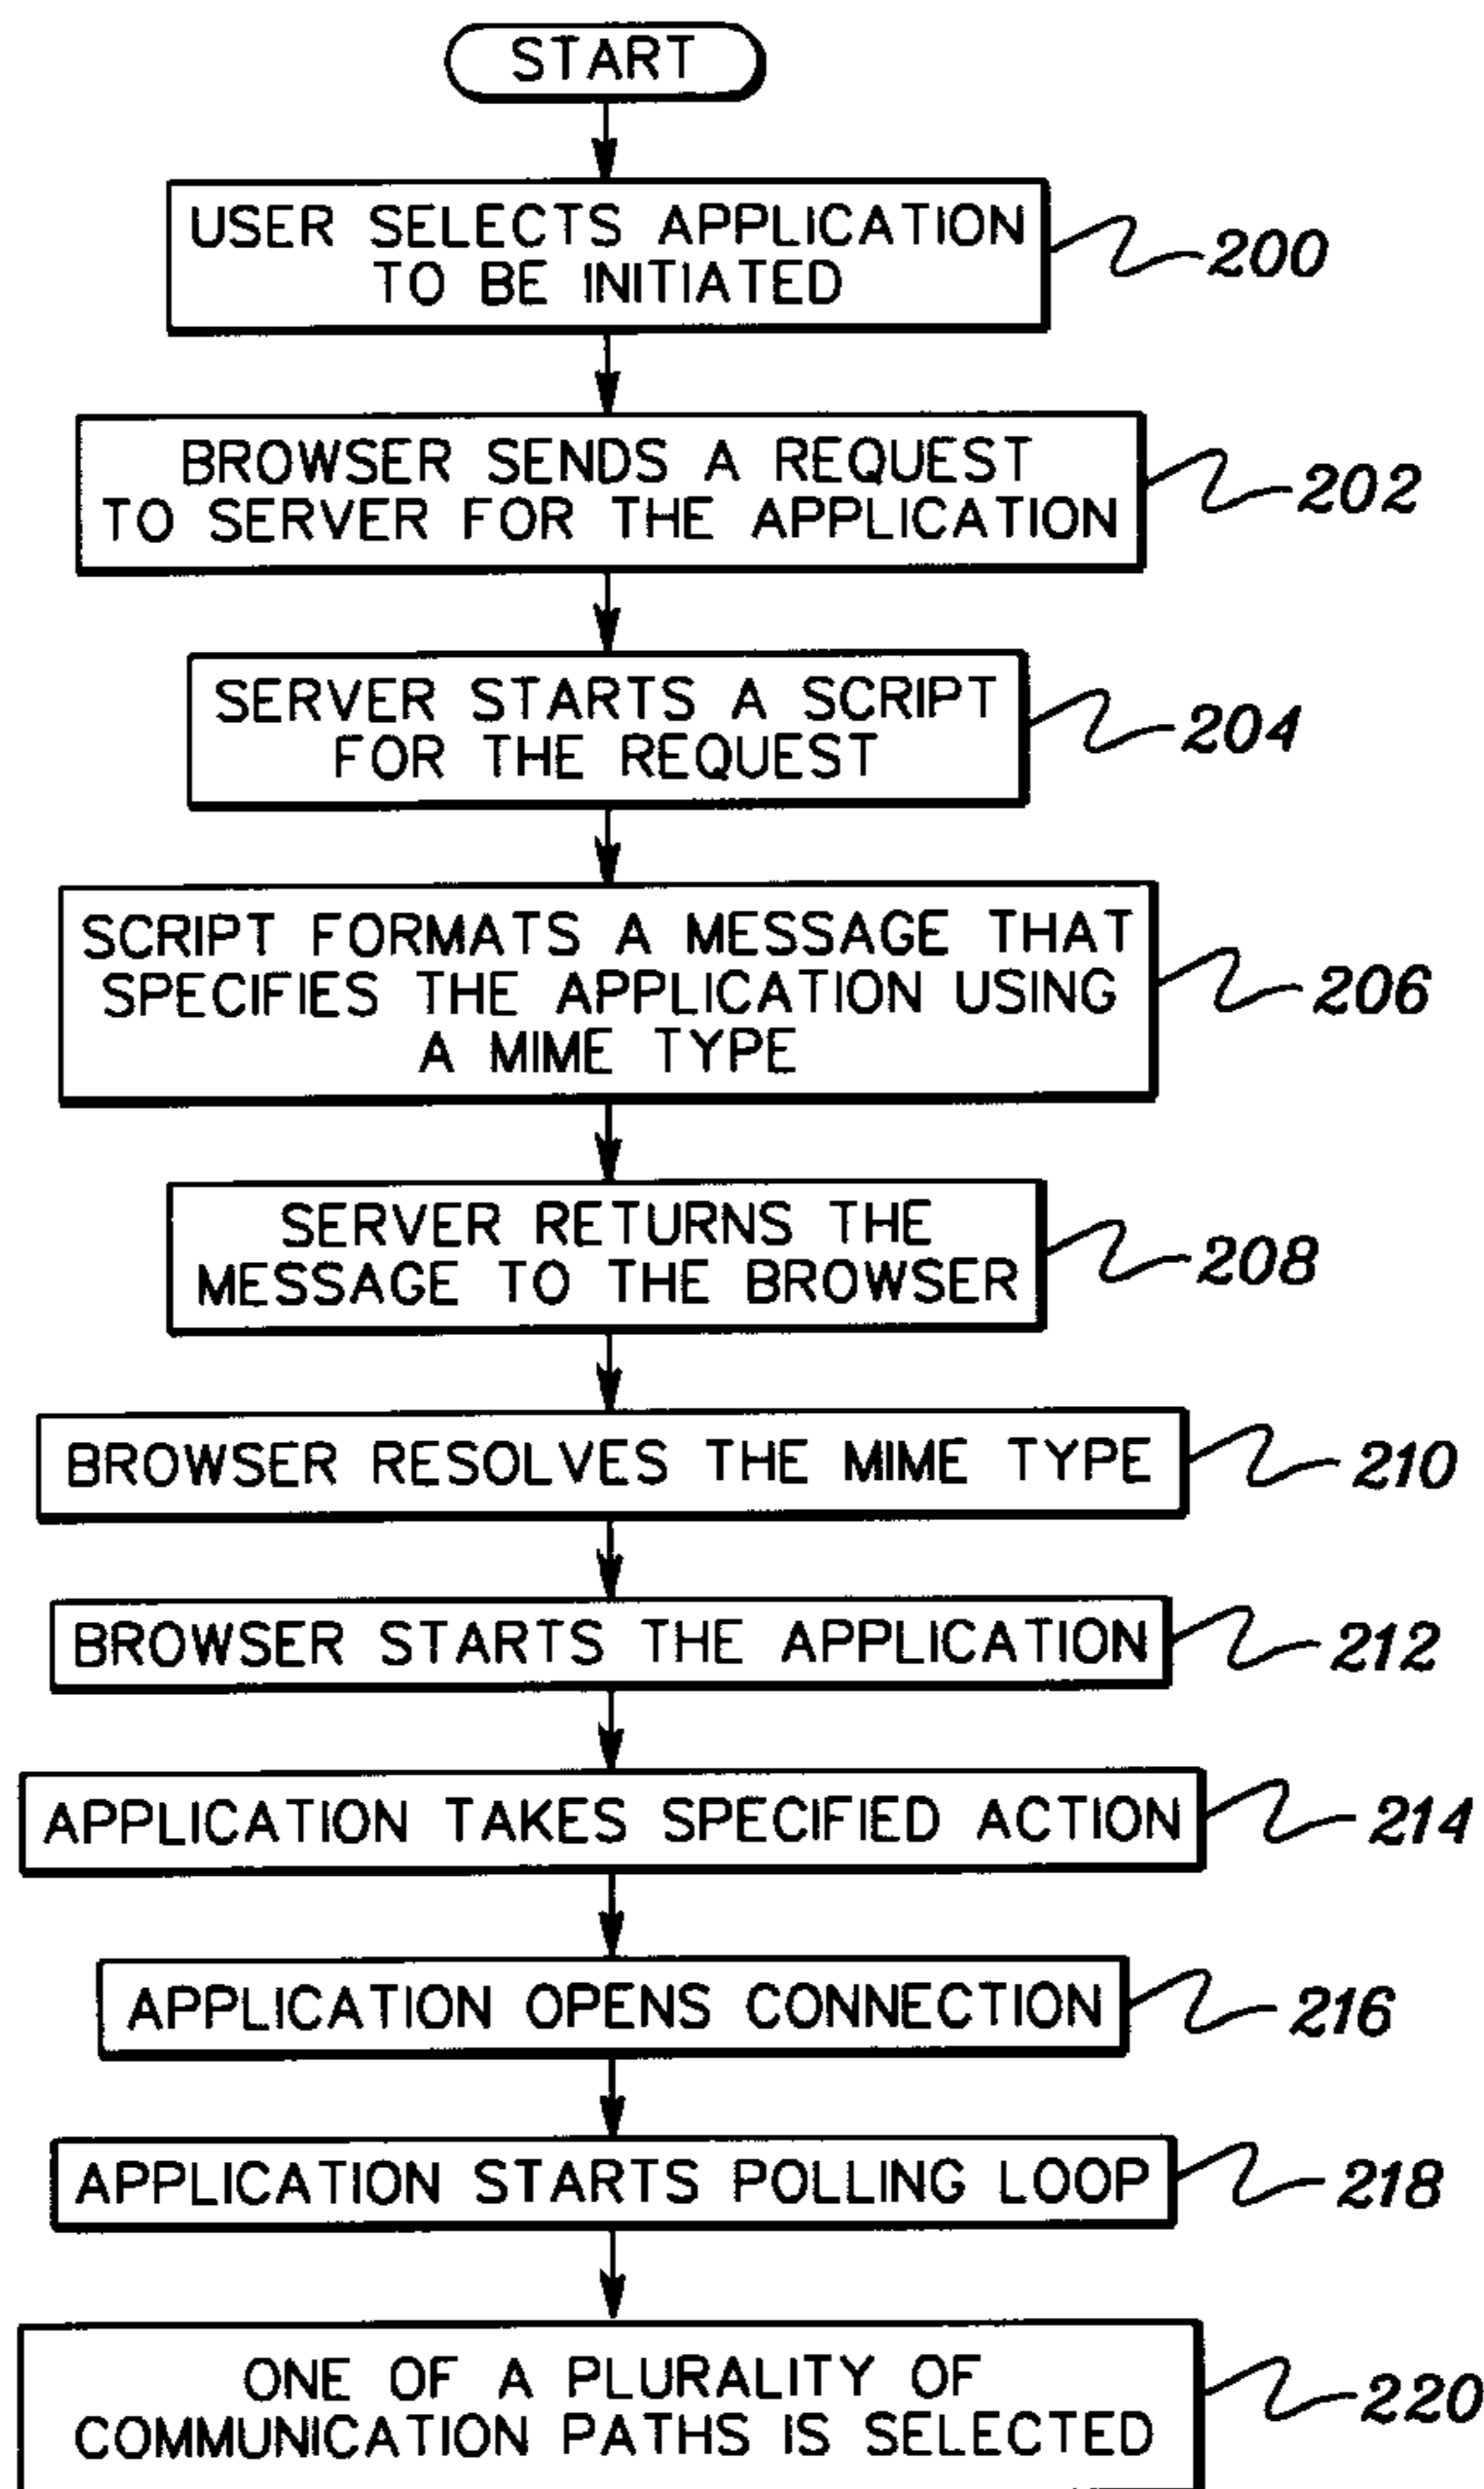 START
USER SELECTS APPLICATION
TO BE INITIATED
200
BROWSER SENDS A REQUEST
TO SERVER FOR THE APPLICATION
202
SERVER STARTS A SCRIPT
FOR THE REQUEST
204
SCRIPT FORMATS A MESSAGE THAT
SPECIFIES THE APPLICATION USING
A MIME TYPE
206
SERVER RETURNS THE
MESSAGE TO THE BROWSER
208
BROWSER RESOLVES THE MIME TYPE
210
BROWSER STARTS THE APPLICATION
212
APPLICATION TAKES SPECIFIED ACTION
214
APPLICATION OPENS CONNECTION
216
APPLICATION STARTS POLLING LOOP
218
ONE OF A PLURALITY OF
COMMUNICATION PATHS IS SELECTED
220